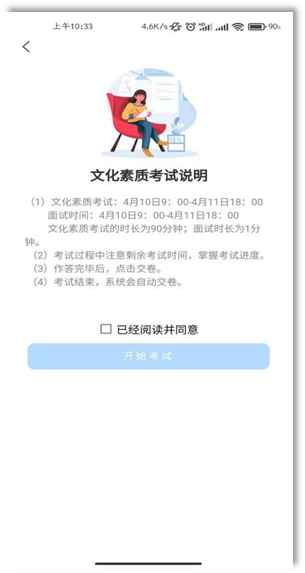 上午10:33
4.6K/s
90%
文化素质考试说明
（1）文化素质考试：4月10日9：00-4月11日18：00
面试时间：4月10日9：00-4月11日18：00
文化素质考试的时长为90分钟；面试时长为1分
钟。
（2）考试过程中注意剩余考试时间，掌握考试进度。
（3）作答完毕后，点击交卷。
（4）考试结束，系统会自动交卷。
已经阅读并同意
开始考试